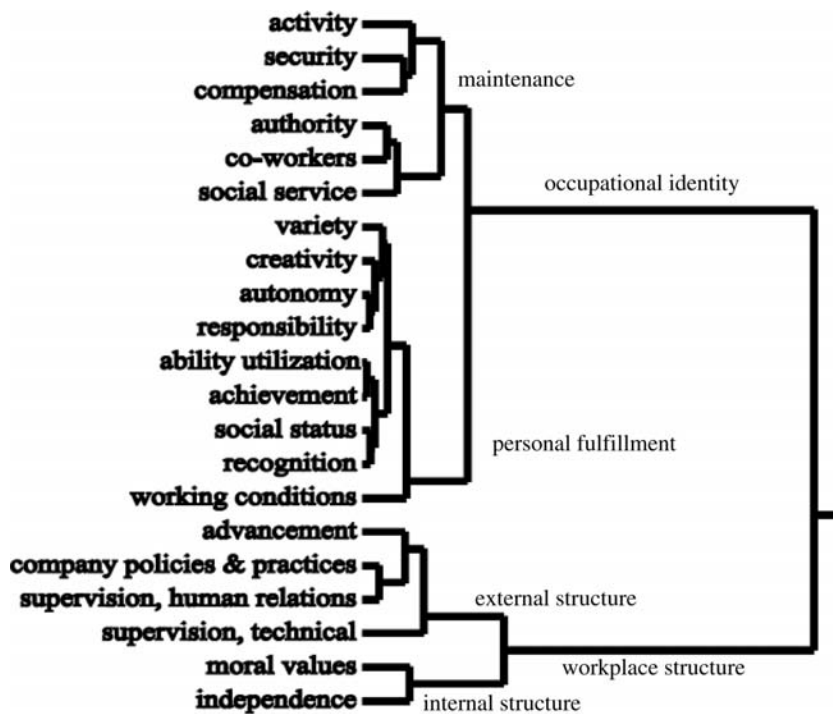 activity
security
maintenance
compensation
authority
co-workers
occupational identity
social service
variety
creativity
autonomy
responsibility
ability utilization
achievement
social status
personal fulfillment
recognition
working conditions
advancement
company policies & practices
supervision, human relations
external structure
supervision, technical
moral values
workplace structure
independence
internal structure